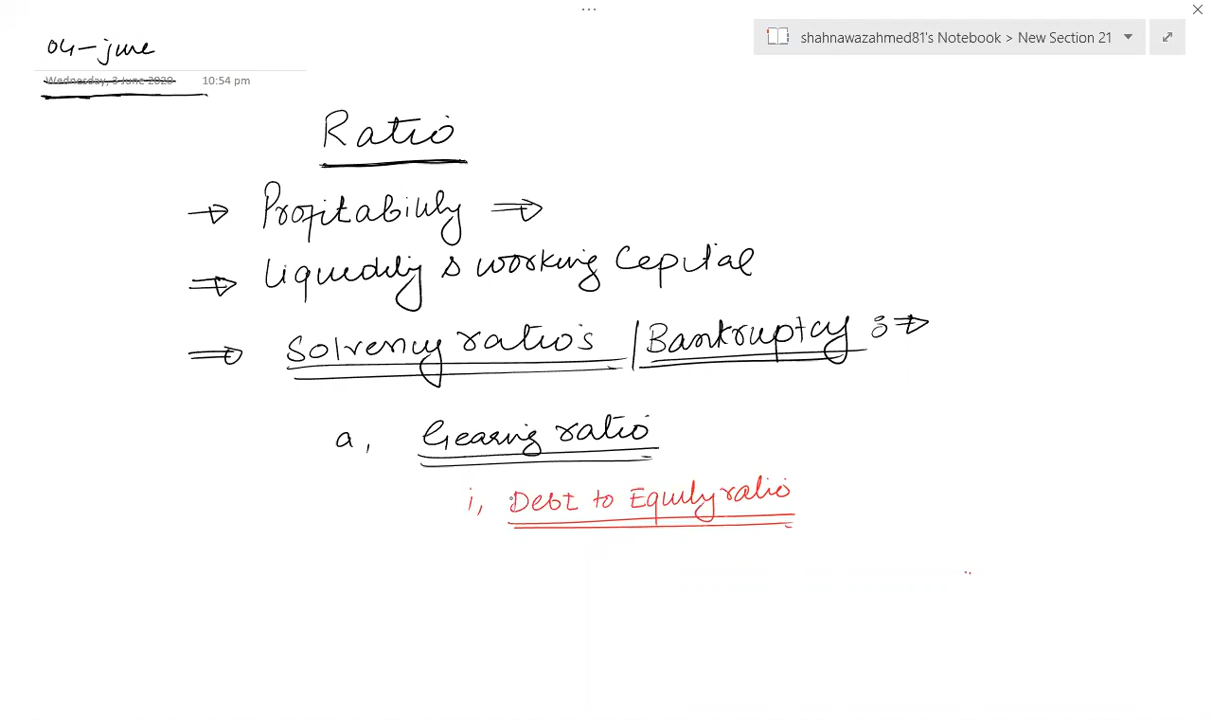 shahnawazahmed81's Notebook > New Section 21
04-june
Wednesday, 3 June 2020 10:54 pm
Ratio
→ Profitability ⇒
⇒ Liquidity & working Capital
⇒ Solvency ratio's | Bankruptcy :⇒
a, Gearing ratio
i, Debt to Equity ratio